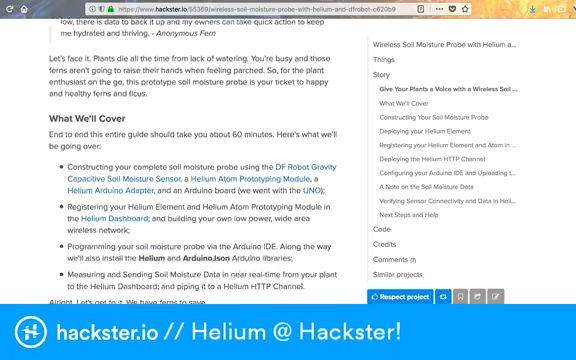 https://www.hackster.io/55369/wireless-soil-moisture-probe-with-helium-and-dfrobot-c620b9
low, there is data to back it up and my owners can take quick action to keep
me hydrated and thriving. - Anonymous Fern
Let's face it. Plants die all the time from lack of watering. You're busy and those
ferns aren't going to raise their hands when feeling parched. So, for the plant
enthusiast on the go, this prototype soil moisture probe is your ticket to happy
and healthy ferns and ficus.
What We'll Cover
End to end this entire guide should take you about 60 minutes. Here's what we'll
be going over:
Constructing your complete soil moisture probe using the DF Robot Gravity
Capacitive Soil Moisture Sensor, a Helium Atom Prototyping Module, a
Helium Arduino Adapter, and an Arduino board (we went with the UNO);
Registering your Helium Element and Helium Atom Prototyping Module in
the Helium Dashboard; and building your own low power, wide area
wireless network;
Programming your soil moisture probe via the Arduino IDE. Along the way
we'll also install the Helium and ArduinoJson Arduino libraries;
Measuring and Sending Soil Moisture Data in near real-time from your plant
to the Helium Dashboard; and piping it to a Helium HTTP Channel.
Alright. Let's get to it. We have ferns to save.
Wireless Soil Moisture Probe with Helium a...
Things
Story
Give Your Plants a Voice with a Wireless Soil ...
What We'll Cover
Constructing Your Soil Moisture Probe
Deploying your Helium Element
Registering your Helium Element and Atom in ...
Deploying the Helium HTTP Channel
Configuring your Arduino IDE and Uploading t...
A Note on the Soil Moisture Data
Verifying Sensor Connectivity and Data in Heli...
Next Steps and Help
Code
Credits
Comments (7)
Similar projects
Respect project
hackster.io // Helium @ Hackster!